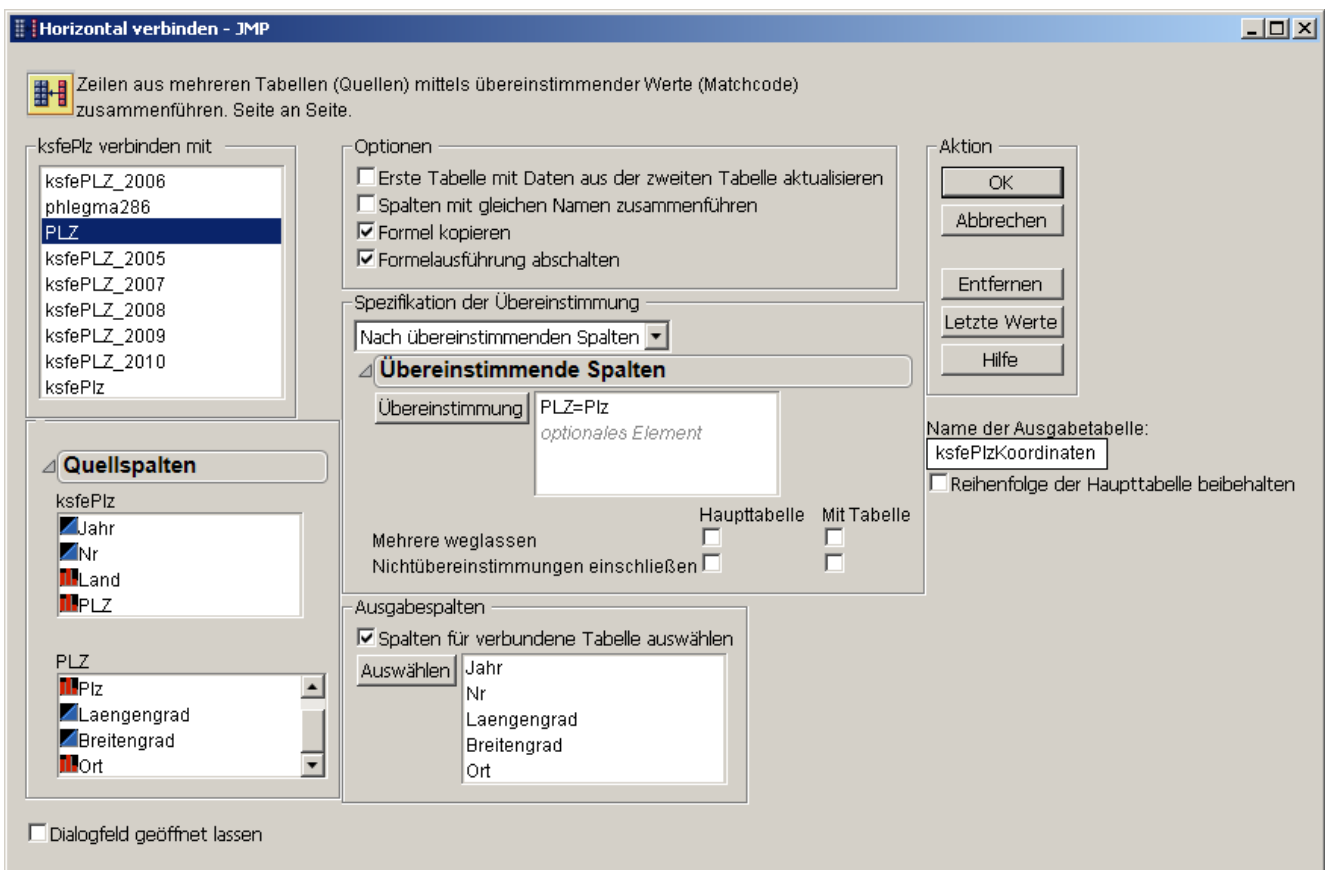 Horizontal verbinden - JMP
Zeilen aus mehreren Tabellen (Quellen) mittels übereinstimmender Werte (Matchcode)
zusammenführen. Seite an Seite.
ksfePlz verbinden mit
ksfePLZ_2006
phlegma286
PLZ
ksfePLZ_2005
ksfePLZ_2007
ksfePLZ_2008
ksfePLZ_2009
ksfePLZ_2010
ksfePlz
Quellspalten
ksfePlz
Jahr
Nr
Land
PLZ
PLZ
Plz
Laengengrad
Breitengrad
Ort
Optionen
Erste Tabelle mit Daten aus der zweiten Tabelle aktualisieren
Spalten mit gleichen Namen zusammenführen
Formel kopieren
Formelausführung abschalten
Spezifikation der Übereinstimmung
Nach übereinstimmenden Spalten
Übereinstimmende Spalten
Übereinstimmung
PLZ=Plz
optionales Element
Haupttabelle Mit Tabelle
Mehrere weglassen
Nichtübereinstimmungen einschließen
Ausgabespalten
Spalten für verbundene Tabelle auswählen
Auswählen
Jahr
Nr
Laengengrad
Breitengrad
Ort
Aktion
OK
Abbrechen
Entfernen
Letzte Werte
Hilfe
Name der Ausgabetabelle:
ksfePlzKoordinaten
Reihenfolge der Haupttabelle beibehalten
Dialogfeld geöffnet lassen